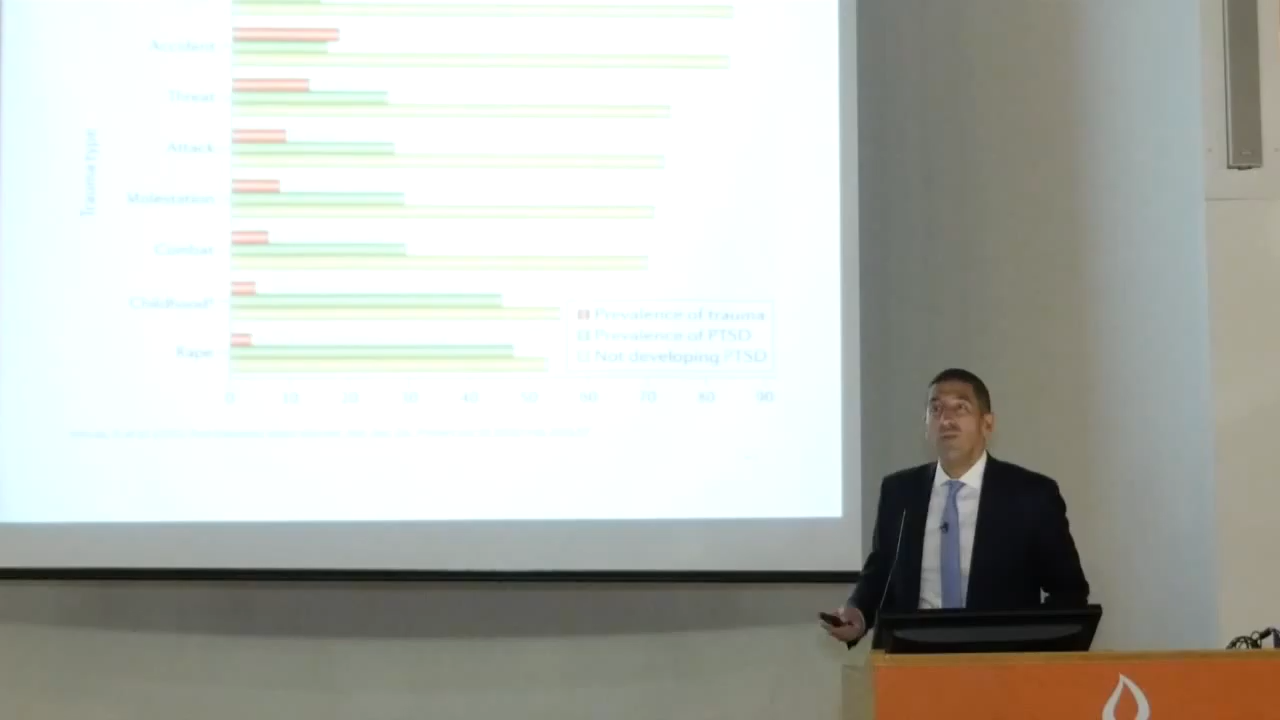 Accident
Threat
Attack
Molestation
Combat
Childhood*
Rape
Trauma type
Prevalence of trauma
Prevalence of PTSD
Not developing PTSD
0 10 20 30 40 50 60 70 80 90